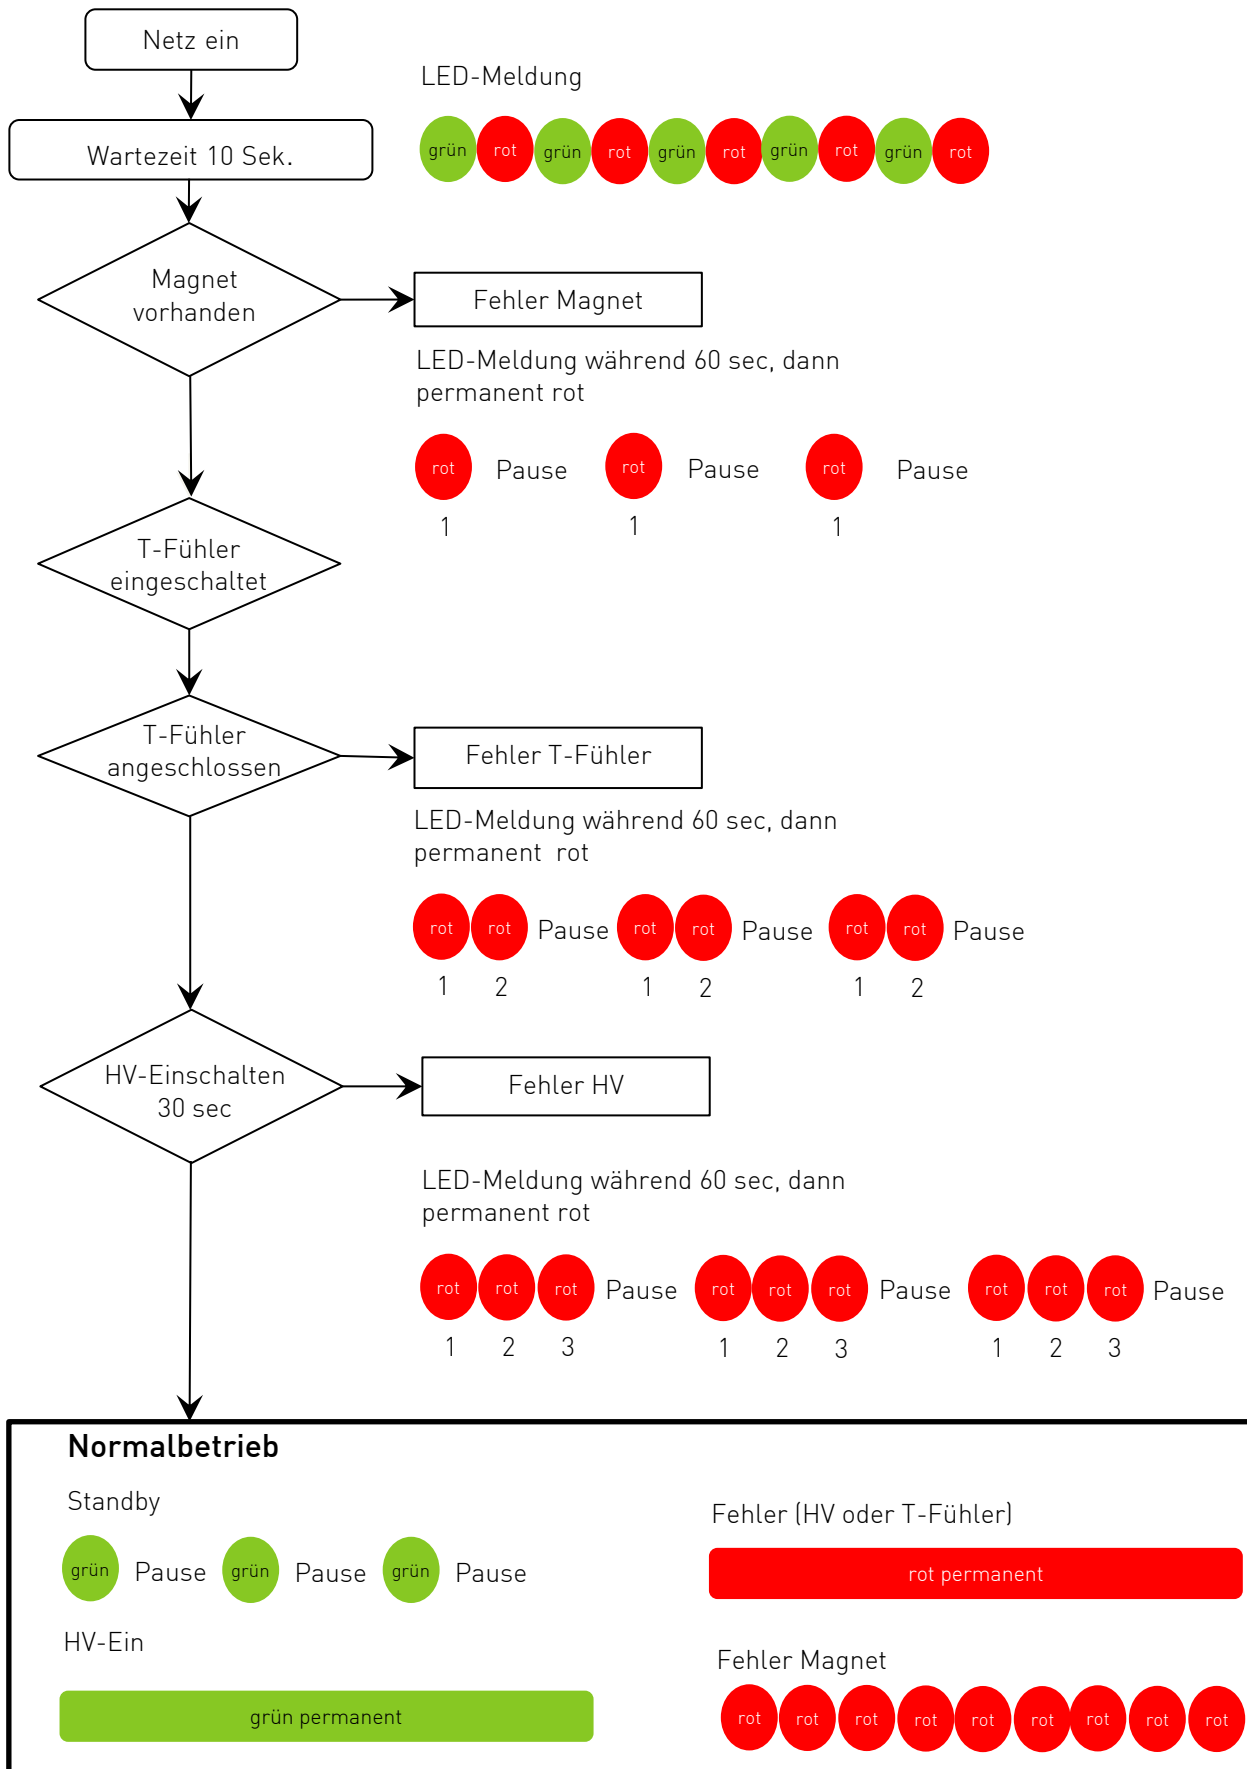 Netz ein
LED-Meldung
Wartezeit 10 Sek.
grün rot grün rot grün rot grün rot grün rot
Magnet
vorhanden
Fehler Magnet
LED-Meldung während 60 sec, dann
permanent rot
rot Pause rot Pause rot Pause
1 1 1
T-Fühler
eingeschaltet
T-Fühler
angeschlossen
Fehler T-Fühler
LED-Meldung während 60 sec, dann
permanent rot
rot rot Pause rot rot Pause rot rot Pause
1 2 1 2 1 2
HV-Einschalten
30 sec
Fehler HV
LED-Meldung während 60 sec, dann
permanent rot
rot rot rot Pause rot rot rot Pause rot rot rot Pause
1 2 3 1 2 3 1 2 3
Normalbetrieb
Standby
grün Pause grün Pause grün Pause
HV-Ein
grün permanent
Fehler (HV oder T-Fühler)
rot permanent
Fehler Magnet
rot rot rot rot rot rot rot rot rot